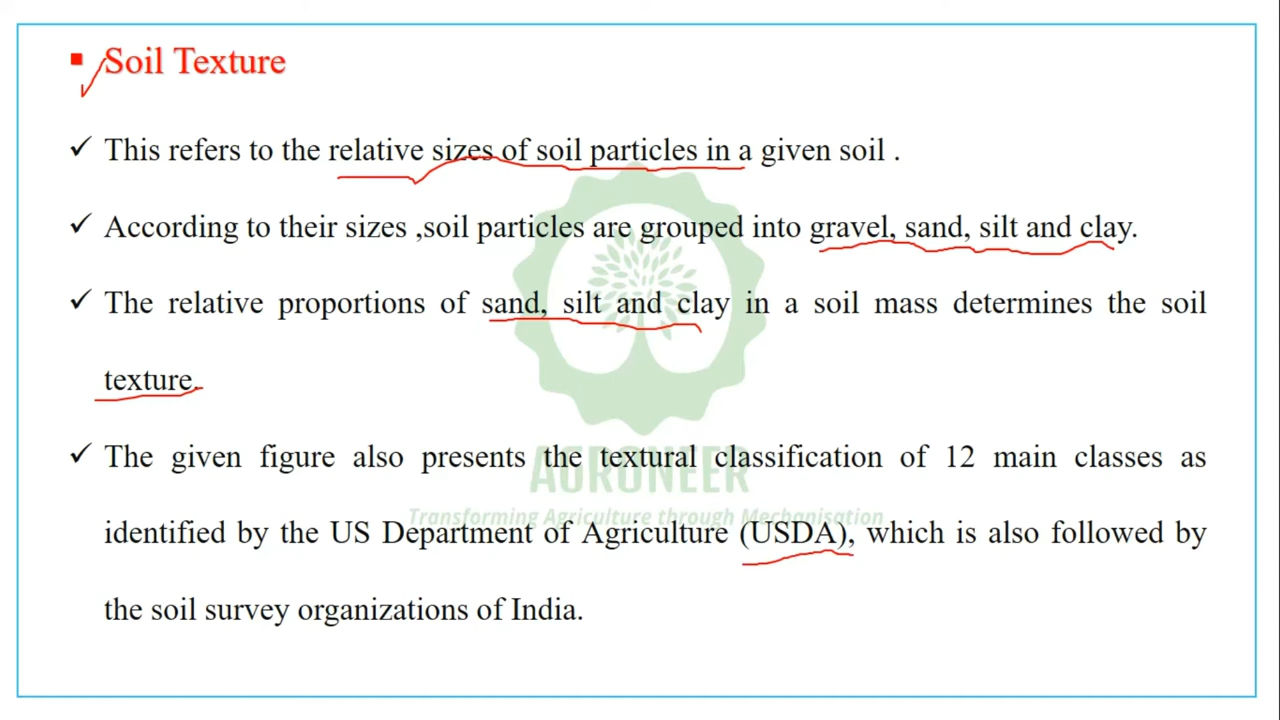 Soil Texture
This refers to the relative sizes of soil particles in a given soil .
According to their sizes ,soil particles are grouped into gravel, sand, silt and clay.
The relative proportions of sand, silt and clay in a soil mass determines the soil
texture.
The given figure also presents the textural classification of 12 main classes as
AGRONEER
Transforming Agriculture through Mechanisation
identified by the US Department of Agriculture (USDA), which is also followed by
the soil survey organizations of India.